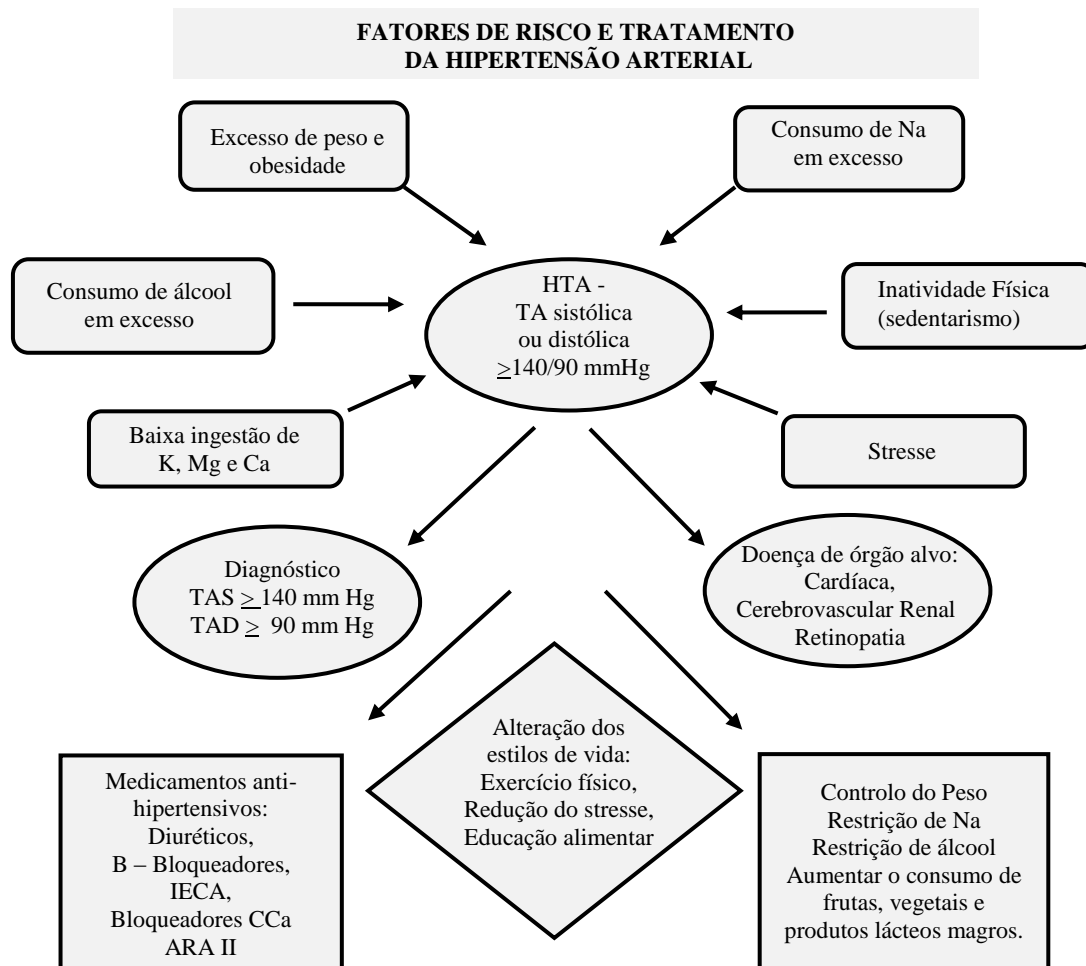 FATORES DE RISCO E TRATAMENTO
DA HIPERTENSÃO ARTERIAL
Excesso de peso e
obesidade
Consumo de Na
em excesso
Consumo de álcool
em excesso
HTA -
TA sistólica
ou distólica
≥140/90 mmHg
Inatividade Física
(sedentarismo)
Baixa ingestão de
K, Mg e Ca
Stresse
Diagnóstico
TAS ≥ 140 mm Hg
TAD ≥ 90 mm Hg
Doença de órgão alvo:
Cardíaca,
Cerebrovascular Renal
Retinopatia
Medicamentos anti-
hipertensivos:
Diuréticos,
B – Bloqueadores,
IECA,
Bloqueadores CCa
ARA II
Alteração dos
estilos de vida:
Exercício físico,
Redução do stresse,
Educação alimentar
Controlo do Peso
Restrição de Na
Restrição de álcool
Aumentar o consumo de
frutas, vegetais e
produtos lácteos magros.